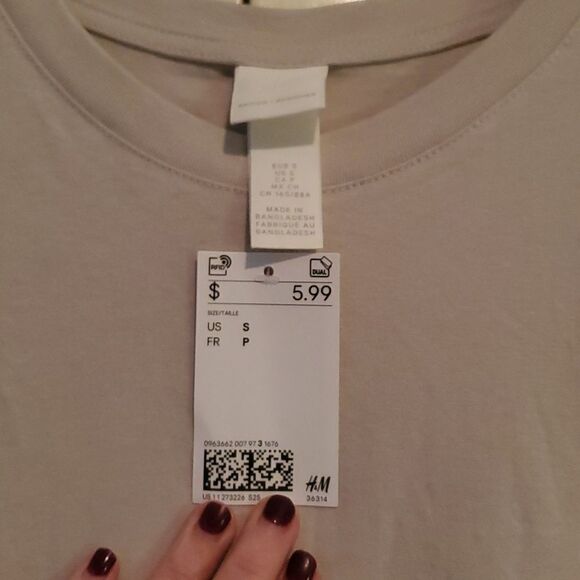 EUR S
US S
CA P
MX CH
CN 165/88A
MADE IN
BANGLADESH
FABRIQUÉ AU
BANGLADESH
RFID
DUAL
$ 5.99
SIZE/TAILLE
US S
FR P
0963662 007 97 3 1676
H&M
US 11 273226 S25
36314